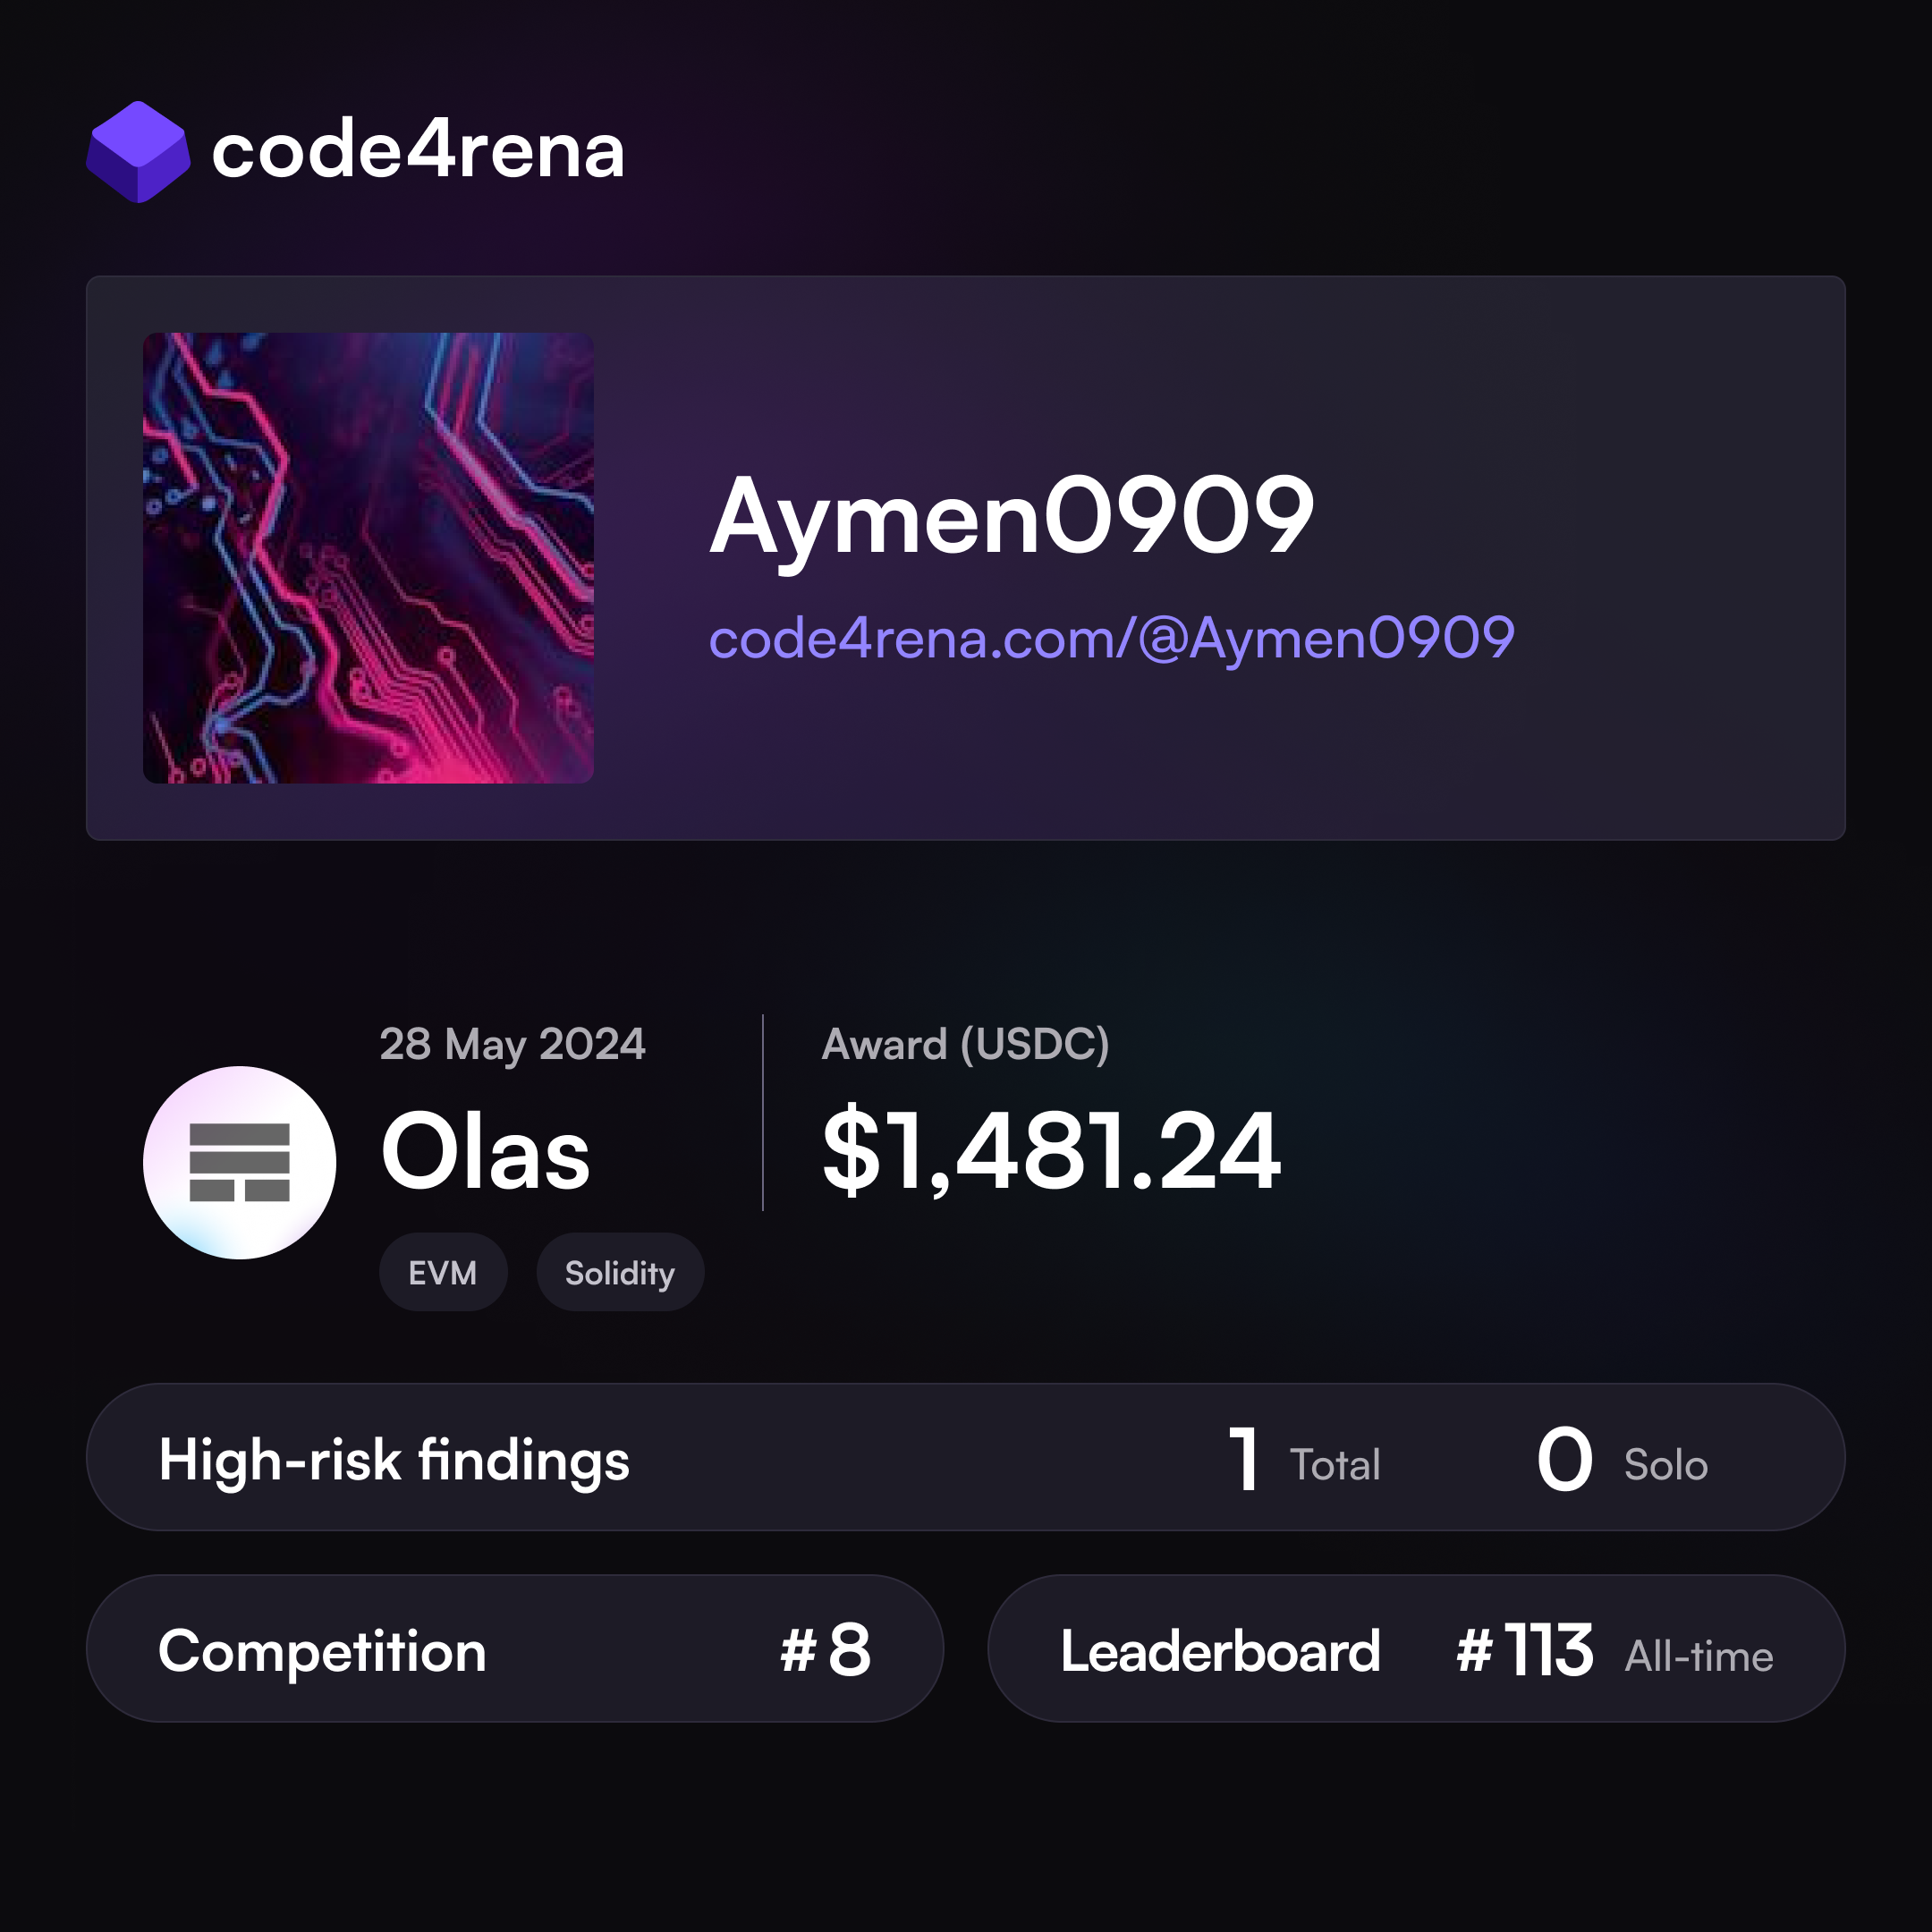 code4rena
Aymen0909
code4rena.com/@Aymen0909
28 May 2024
Olas
EVM Solidity
Award (USDC)
$1,481.24
High-risk findings 1 Total 0 Solo
Competition #8
Leaderboard #113 All-time